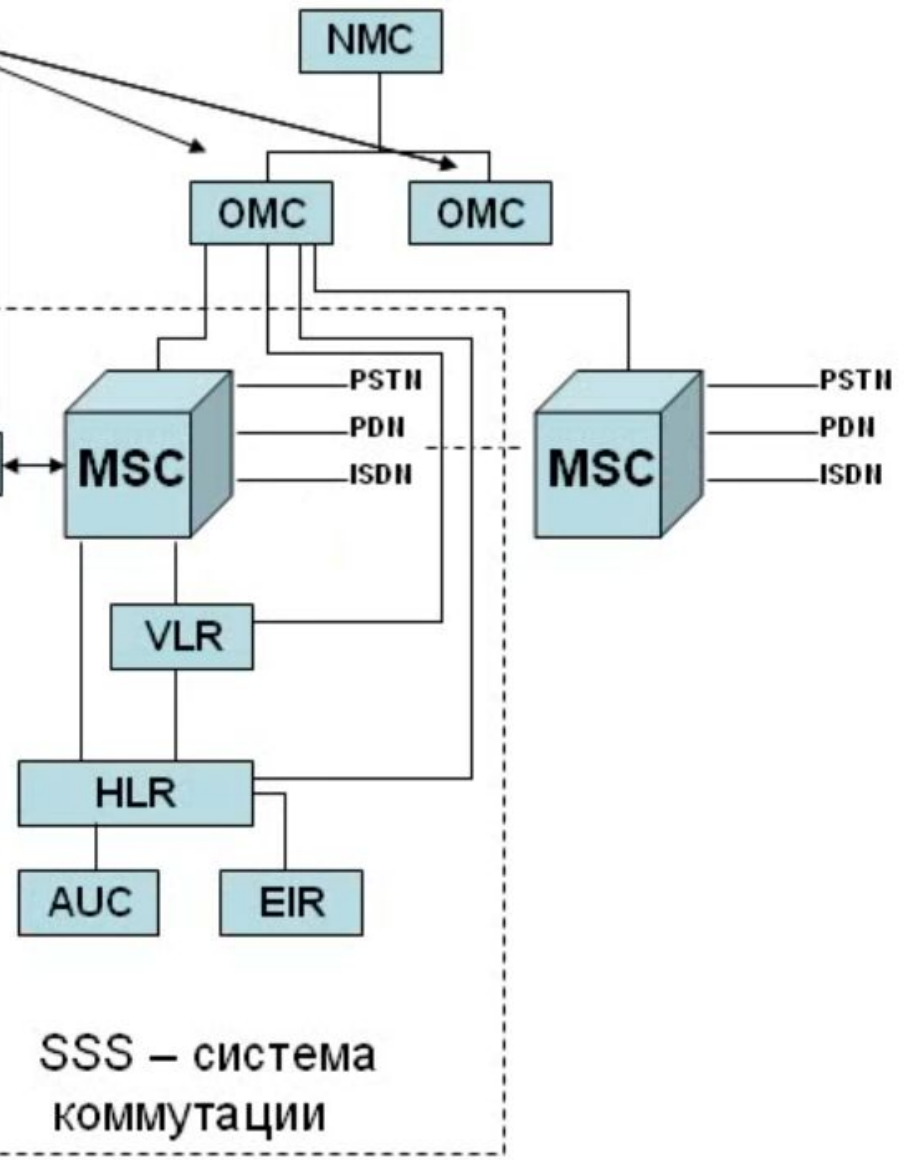 NMC
OMC
OMC
PSTN
PDN
ISDN
MSC
PSTN
PDN
ISDN
MSC
VLR
HLR
AUC
EIR
SSS – система
коммутации